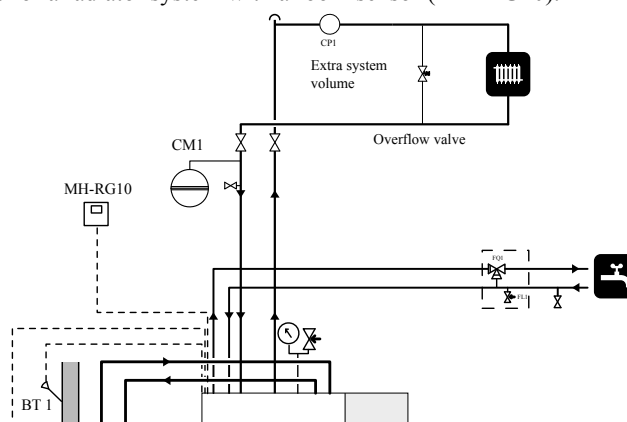 CP1
Extra system
volume
Overflow valve
CM1
MH-RG10
FQ1
FL1
BT 1